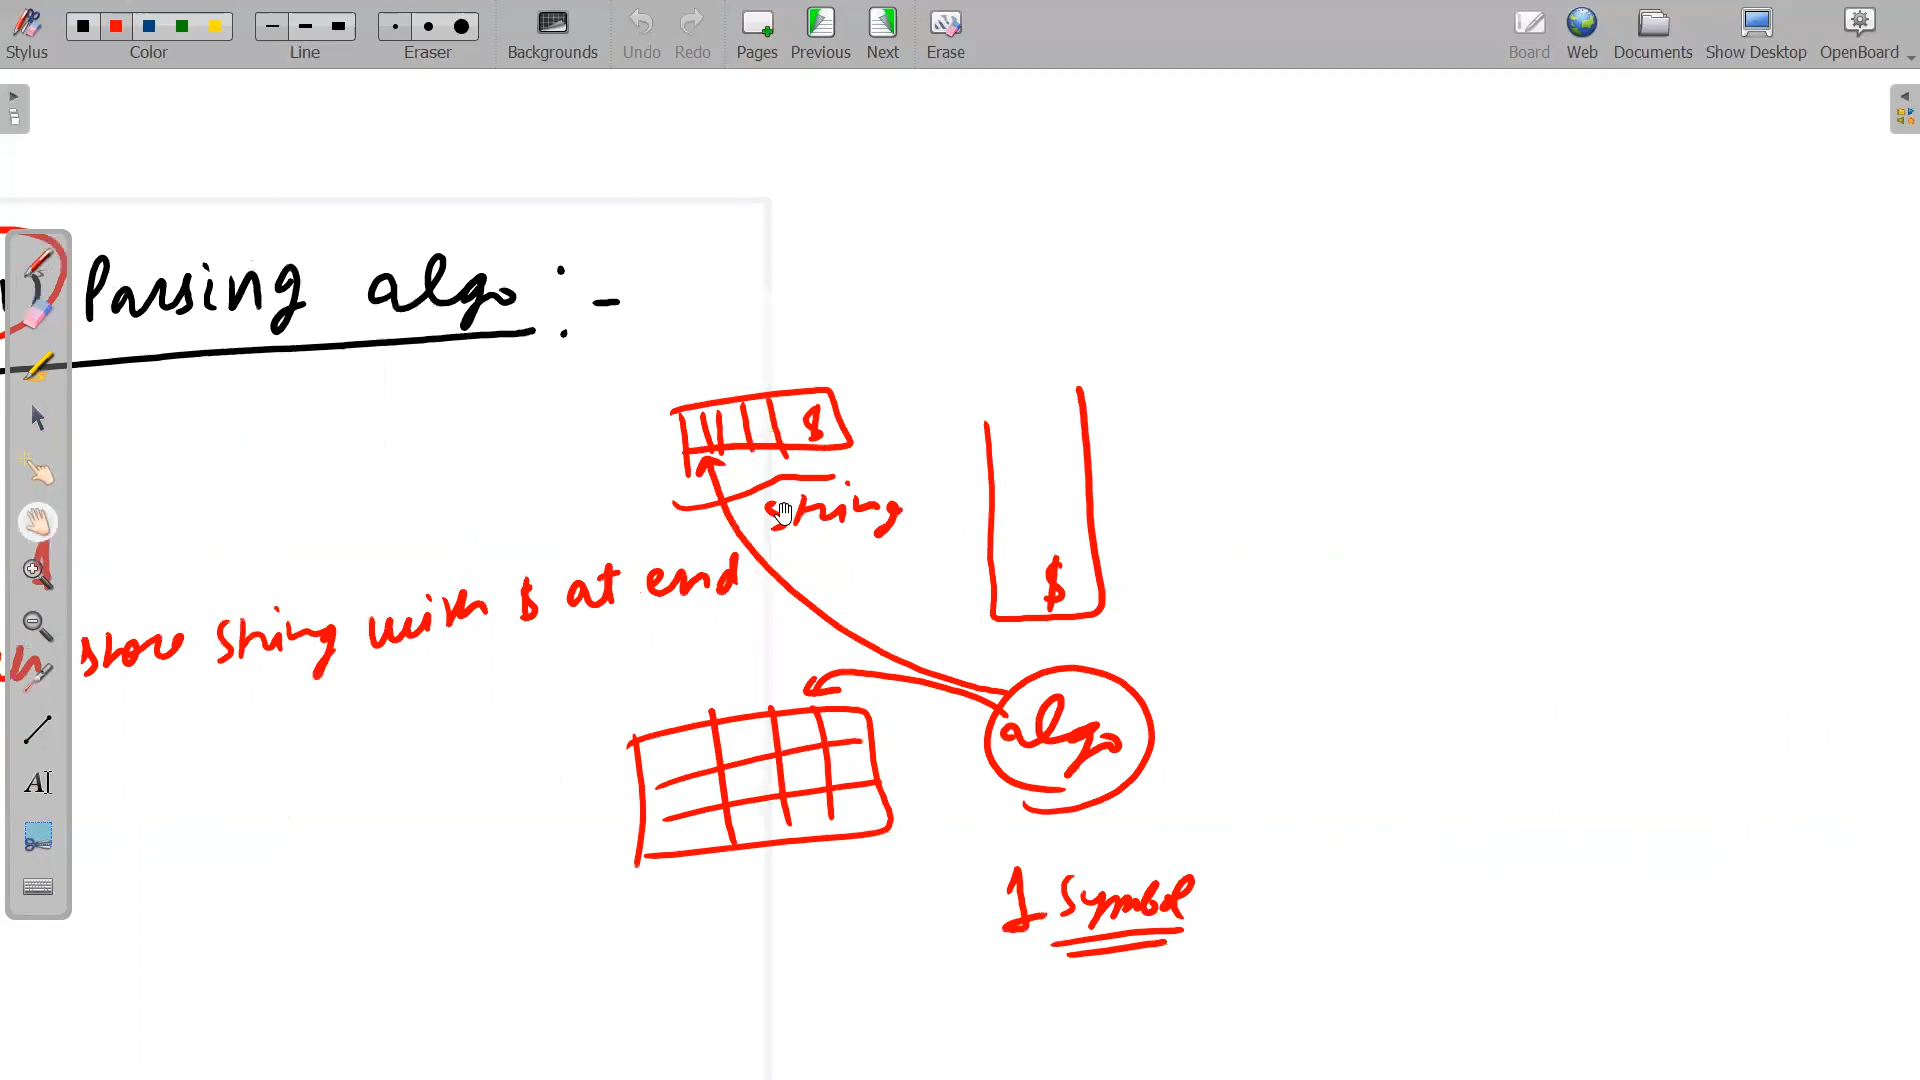 Stylus
Color
Line
Eraser
Backgrounds
Undo
Redo
Pages
Previous
Next
Erase
Board
Web
Documents
Show Desktop
OpenBoard
Parsing algo :-
$
string
$
store string with $ at end
algo
1 symbol
AI